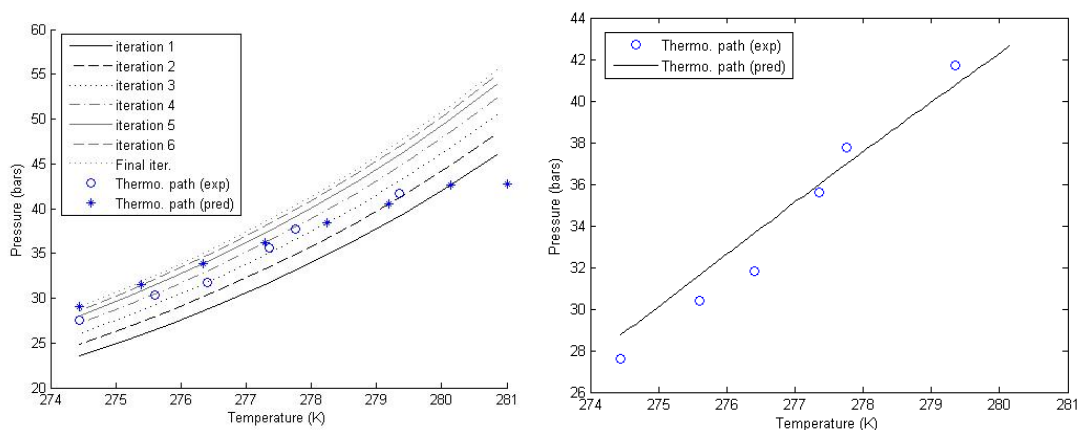 60
55
50
45
40
35
30
25
20
Pressure (bars)
iteration 1
iteration 2
iteration 3
iteration 4
iteration 5
iteration 6
Final iter.
Thermo. path (exp)
Thermo. path (pred)
274 275 276 277 278 279 280 281
Temperature (K)
44
42
40
38
36
34
32
30
28
26
Pressure (bars)
Thermo. path (exp)
Thermo. path (pred)
274 275 276 277 278 279 280 281
Temperature (K)